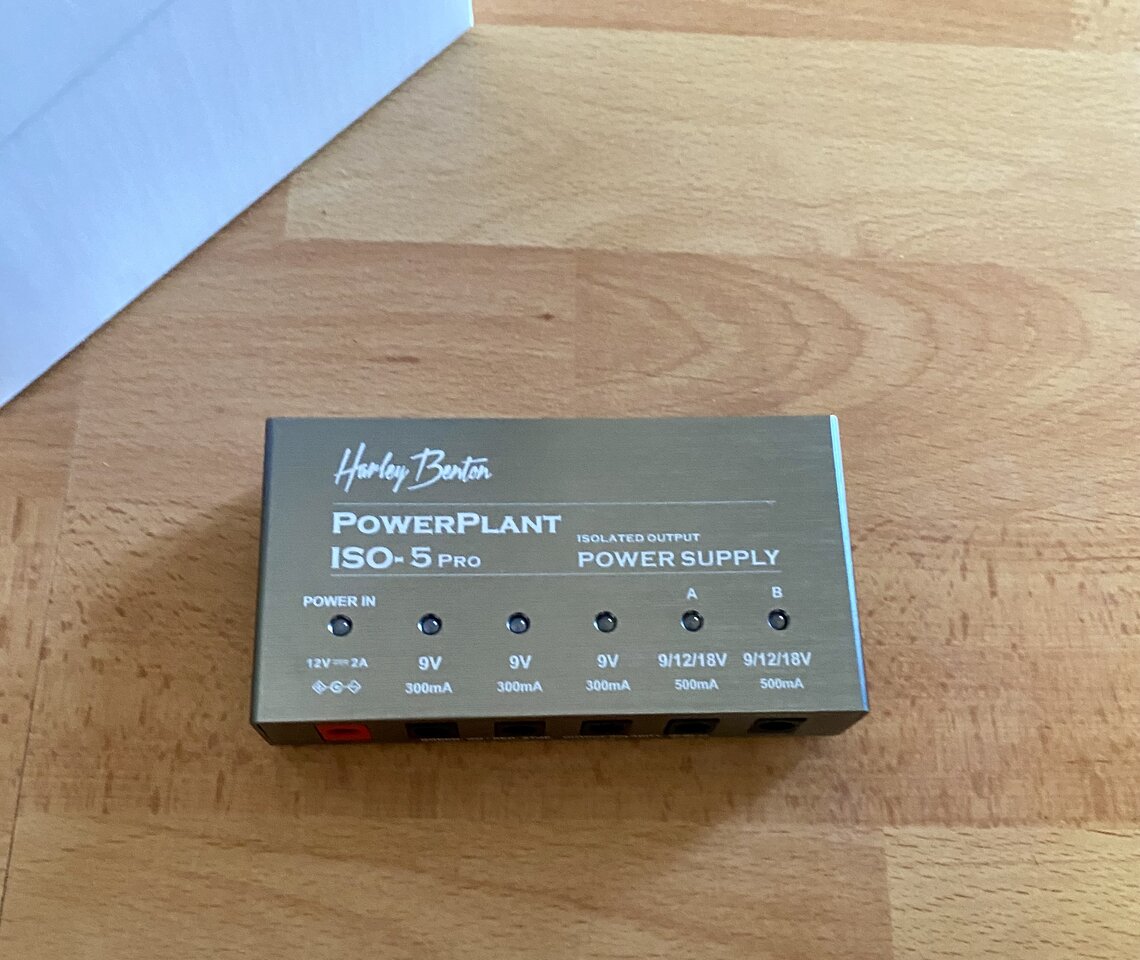 Harley Benton
POWERPLANT
ISO-5 PRO
ISOLATED OUTPUT
POWER SUPPLY
POWER IN
A
B
12V⎓2A
9V
9V
9V
9/12/18V
9/12/18V
300mA
300mA
300mA
500mA
500mA